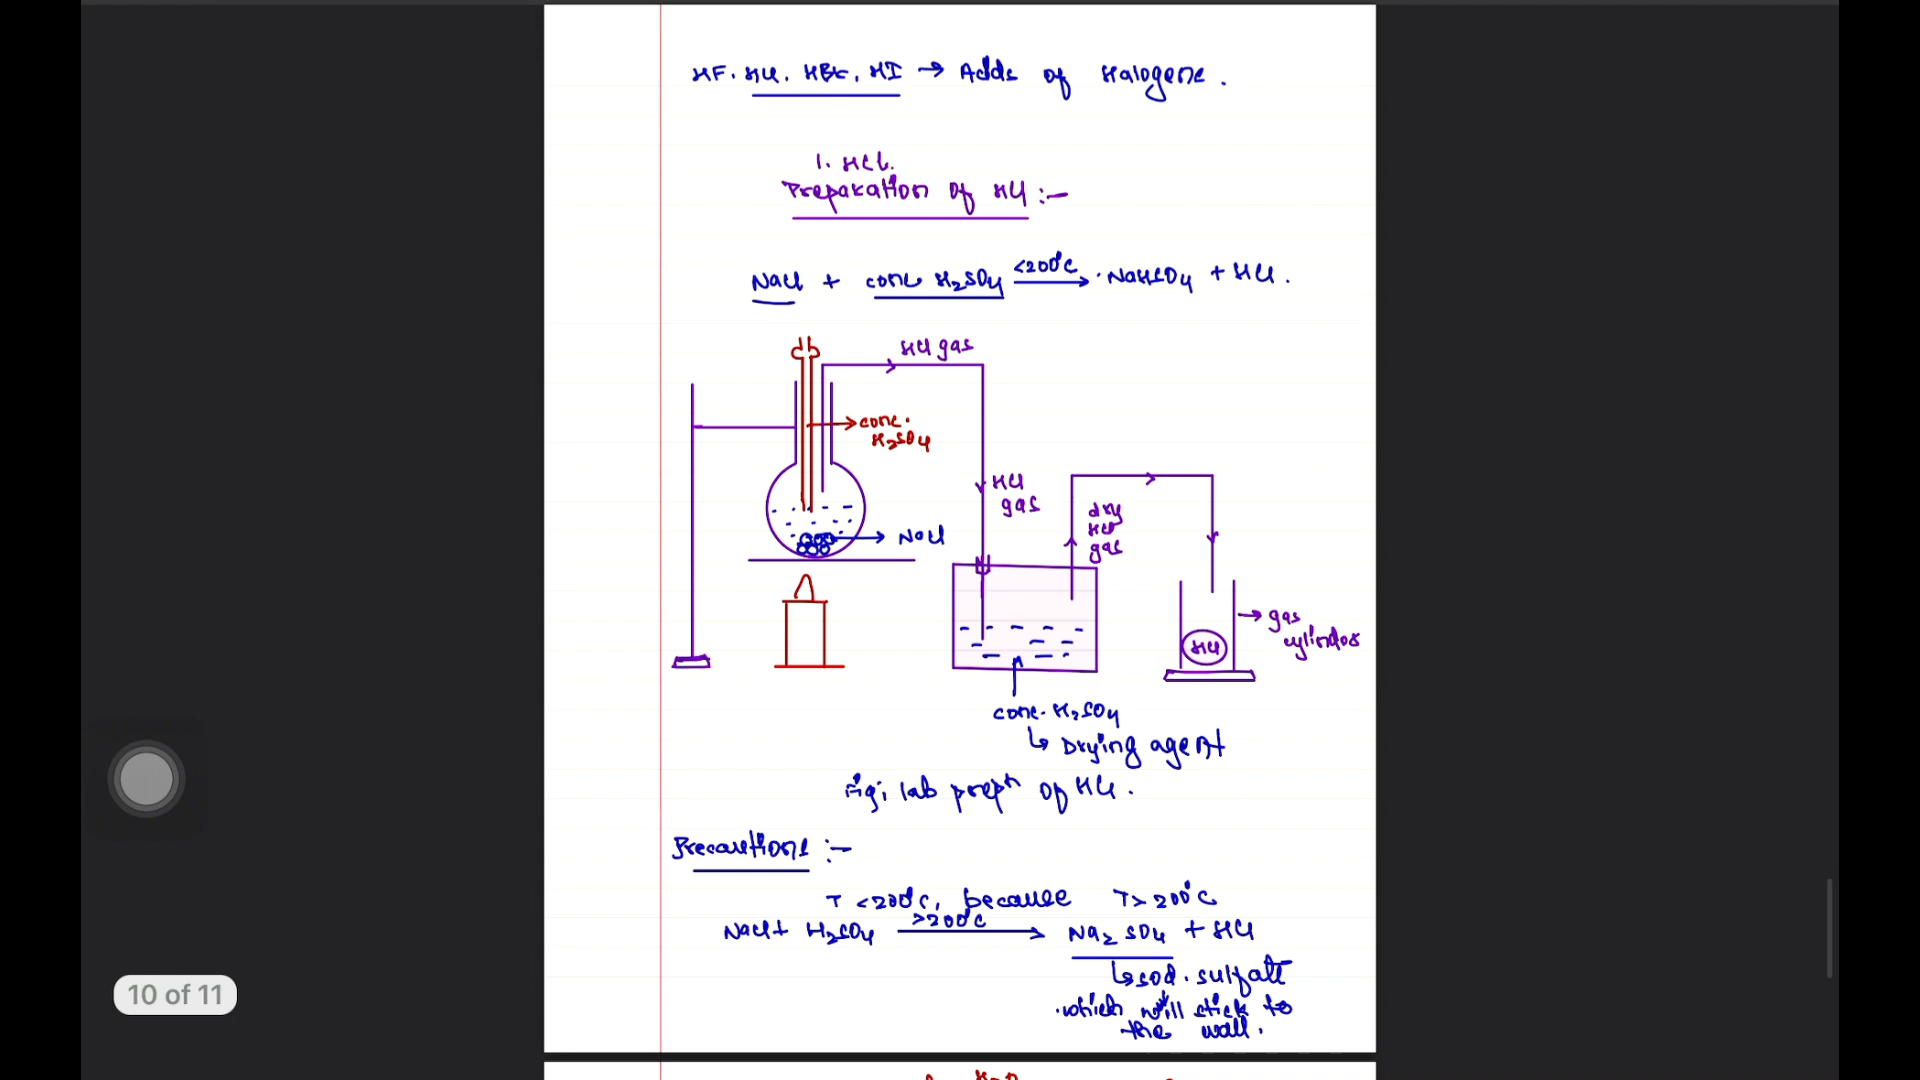 HF. HCl. HBr, HI → Acids of Halogens.
1. HCl.
Preparation of HCl :-
NaCl + conc H₂SO₄ <200°C → NaHSO₄ + HCl.
HCl gas
→ conc. H₂SO₄
HCl gas
dry HCl gas
→ NaCl
→ gas cylinder
HCl
conc. H₂SO₄
↳ Drying agent
Fig; lab prepⁿ of HCl.
Precautions :-
T <200°C, because T> 200°C
NaCl + H₂SO₄ >200°C → Na₂SO₄ + HCl
↳ sod. sulfate
which will stick to
the wall.
10 of 11